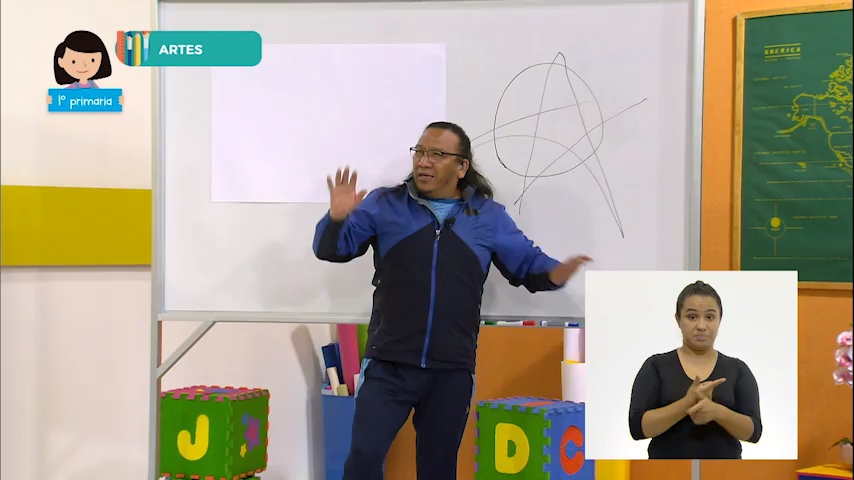 ARTES
1° primaria
AMERICA
J
D
C